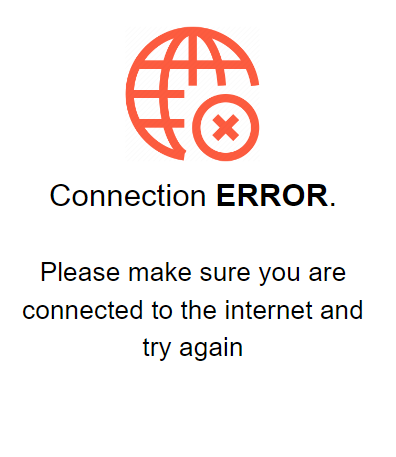 Connection ERROR.
Please make sure you are
connected to the internet and
try again